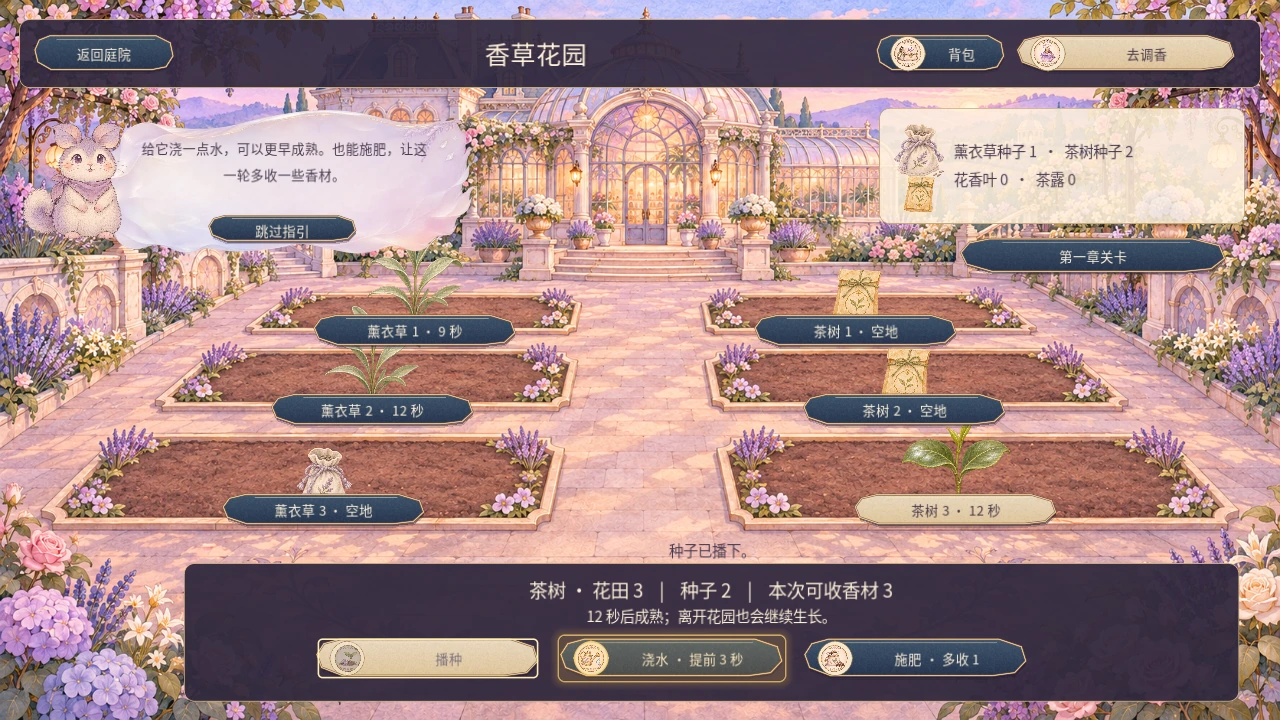 返回庭院
香草花园
背包
去调香
给它浇一点水，可以更早成熟。也能施肥，让这
一轮多收一些香材。
跳过指引
薰衣草种子 1 · 茶树种子 2
花香叶 0 · 茶露 0
第一章关卡
薰衣草 1 · 9 秒
茶树 1 · 空地
薰衣草 2 · 12 秒
茶树 2 · 空地
薰衣草 3 · 空地
茶树 3 · 12 秒
种子已播下。
茶树 · 花田 3 | 种子 2 | 本次可收香材 3
12 秒后成熟；离开花园也会继续生长。
播种
浇水 · 提前 3 秒
施肥 · 多收 1